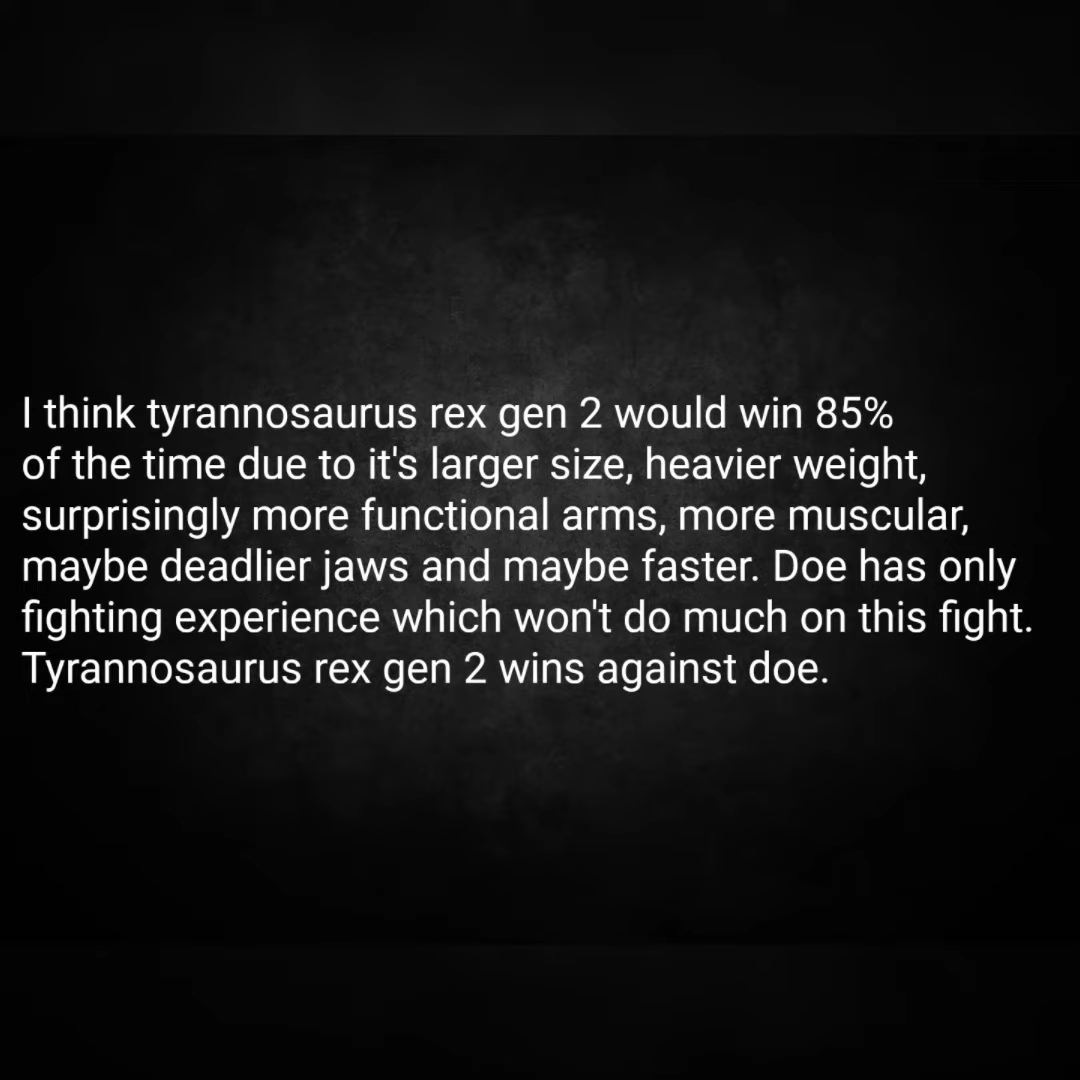 I think tyrannosaurus rex gen 2 would win 85%
of the time due to it's larger size, heavier weight,
surprisingly more functional arms, more muscular,
maybe deadlier jaws and maybe faster. Doe has only
fighting experience which won't do much on this fight.
Tyrannosaurus rex gen 2 wins against doe.